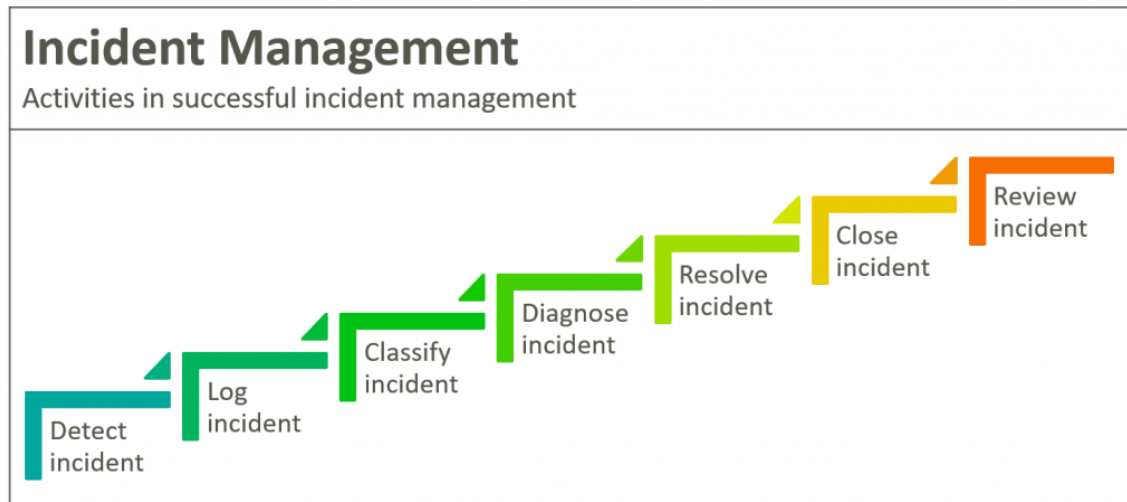 Incident Management
Activities in successful incident management
Detect
incident
Log
incident
Classify
incident
Diagnose
incident
Resolve
incident
Close
incident
Review
incident